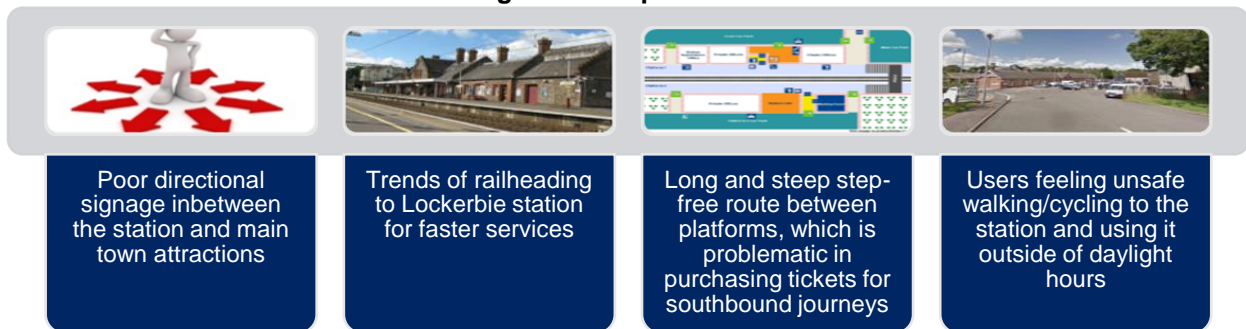 Poor directional
signage inbetween
the station and main
town attractions
Trends of railheading
to Lockerbie station
for faster services
Long and steep step-
free route between
platforms, which is
problematic in
purchasing tickets for
southbound journeys
Users feeling unsafe
walking/cycling to the
station and using it
outside of daylight
hours